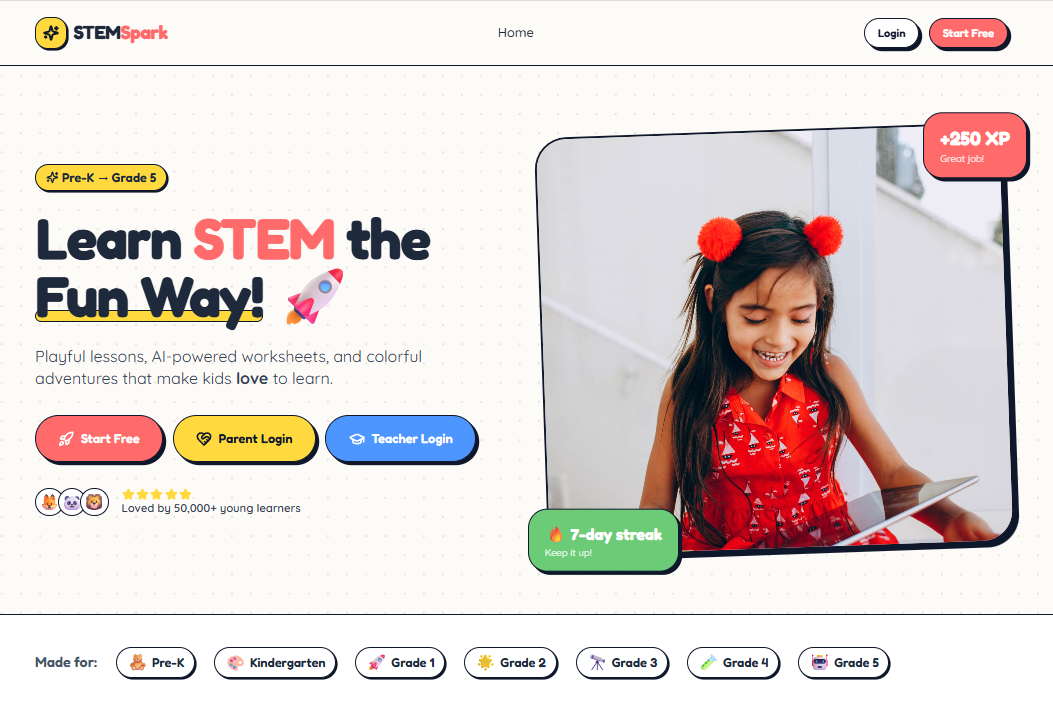 STEMSpark
Home
Login
Start Free
Pre-K → Grade 5
Learn STEM the
Fun Way!
Playful lessons, AI-powered worksheets, and colorful
adventures that make kids love to learn.
Start Free
Parent Login
Teacher Login
Loved by 50,000+ young learners
+250 XP
Great job!
7-day streak
Keep it up!
Made for:
Pre-K
Kindergarten
Grade 1
Grade 2
Grade 3
Grade 4
Grade 5